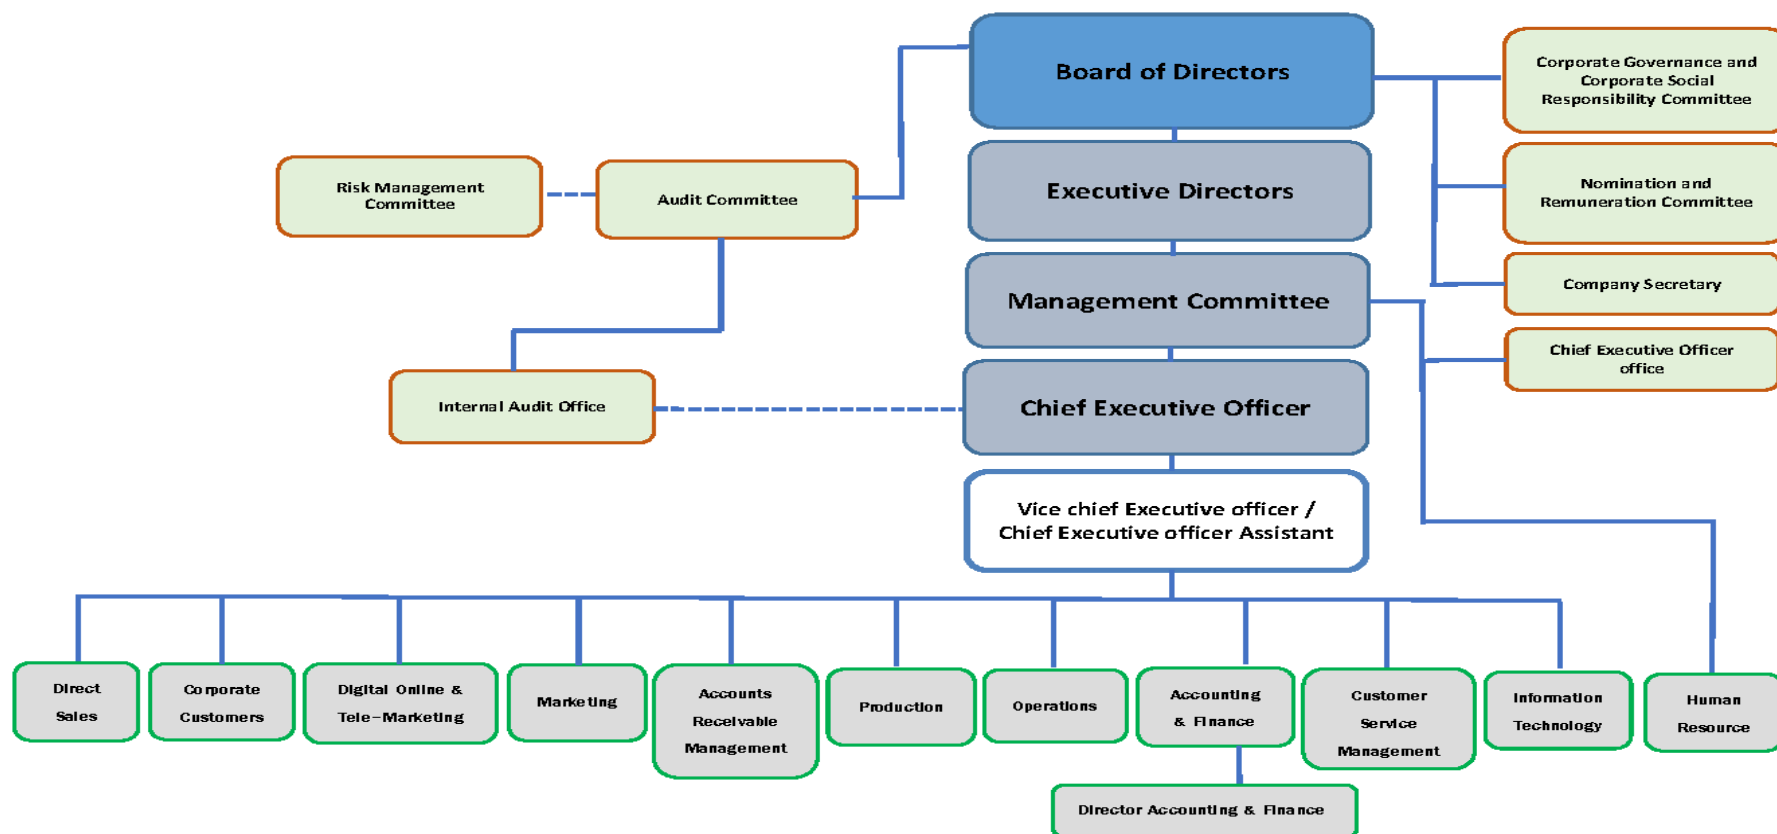 Board of Directors
Corporate Governance and
Corporate Social
Responsibility Committee
Risk Management
Committee
Audit Committee
Executive Directors
Nomination and
Remuneration Committee
Management Committee
Company Secretary
Chief Executive Officer
office
Internal Audit Office
Chief Executive Officer
Vice chief Executive officer /
Chief Executive officer Assistant
Direct
Sales
Corporate
Customers
Digital Online &
Tele-Marketing
Marketing
Accounts
Receivable
Management
Production
Operations
Accounting
& Finance
Customer
Service
Management
Information
Technology
Human
Resource
Director Accounting & Finance